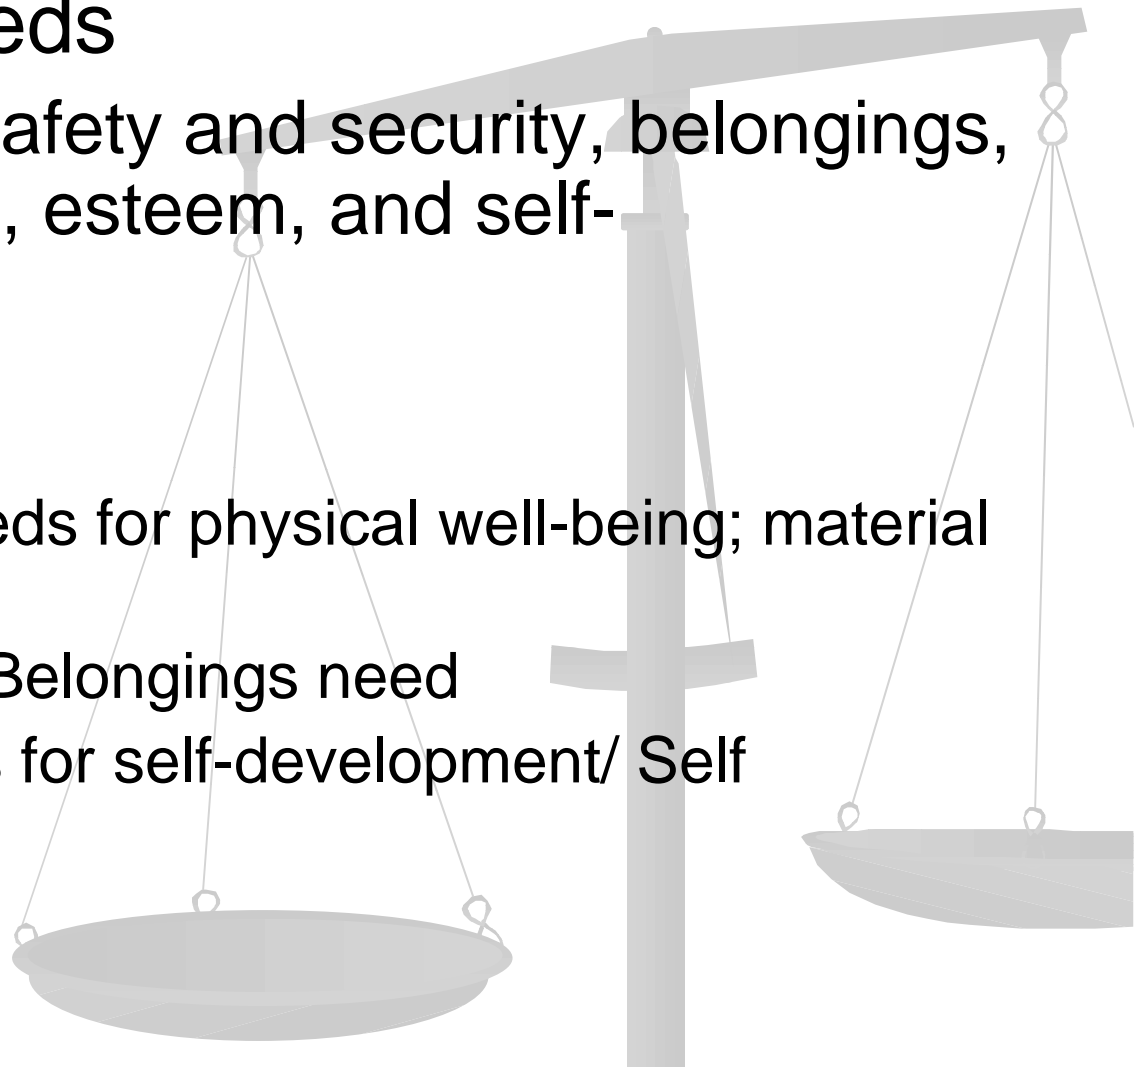 eds
afety and security, belongings,
, esteem, and self-
eds for physical well-being; material
Belongings need
s for self-development/ Self